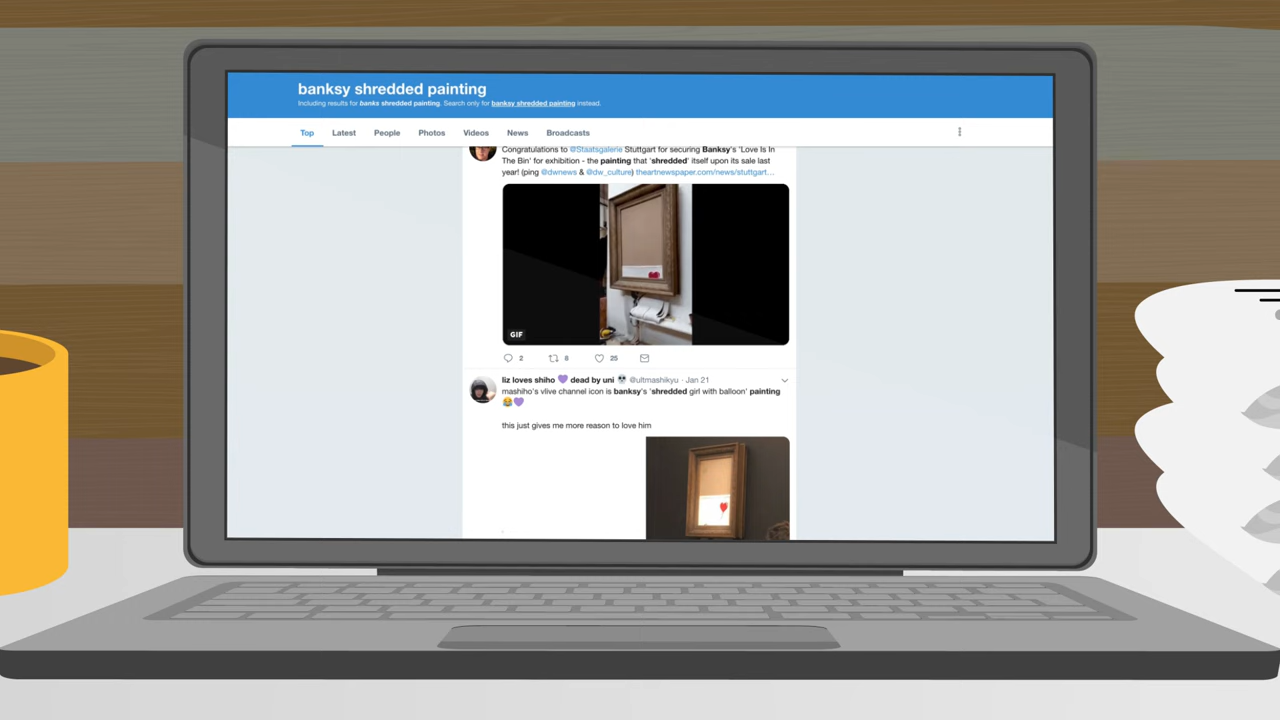 banksy shredded painting
Including results for banks shredded painting. Search only for banksy shredded painting instead.
Top Latest People Photos Videos News Broadcasts
Congratulations to @Staatsgalerie Stuttgart for securing Banksy's 'Love Is In
The Bin' for exhibition - the painting that 'shredded' itself upon its sale last
year! (ping @dwnews & @dw_culture) theartnewspaper.com/news/stuttgart…
GIF
2 8 25
liz loves shiho 💜 dead by uni 💀 @ultmashikyu · Jan 21
mashiho's vlive channel icon is banksy's 'shredded girl with balloon' painting
😂💜
this just gives me more reason to love him